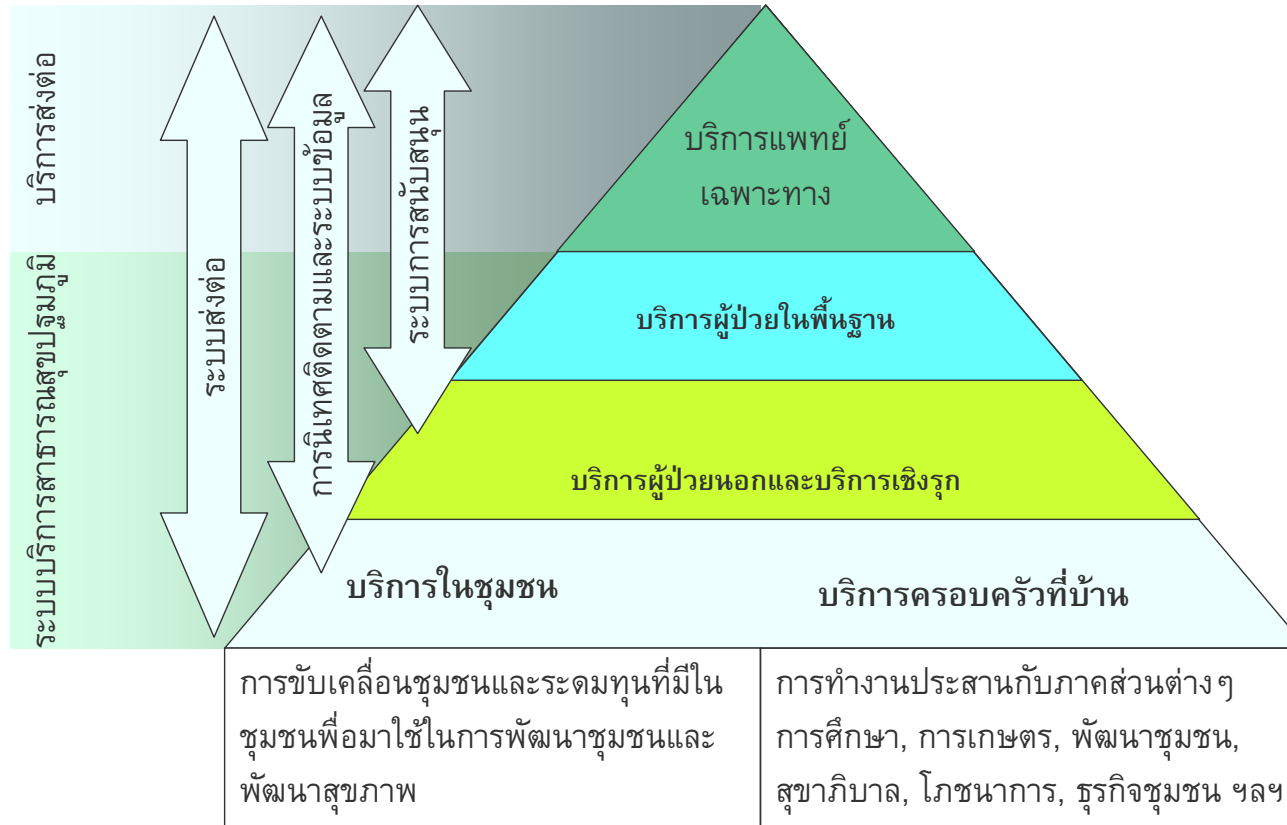 บริการส่งต่อ
ระบบบริการสาธารณสุขปฐมภูมิ
ระบบส่งต่อ
การนิเทศติดตามและระบบข้อมูล
ระบบการสนับสนุน
บริการแพทย์
เฉพาะทาง
บริการผู้ป่วยในพื้นฐาน
บริการผู้ป่วยนอกและบริการเชิงรุก
บริการในชุมชน
บริการครอบครัวที่บ้าน
การขับเคลื่อนชุมชนและระดมทุนที่มีใน
ชุมชนพื่อมาใช้ในการพัฒนาชุมชนและ
พัฒนาสุขภาพ
การทำงานประสานกับภาคส่วนต่างๆ
การศึกษา, การเกษตร, พัฒนาชุมชน,
สุขาภิบาล, โภชนาการ, ธุรกิจชุมชน ฯลฯ